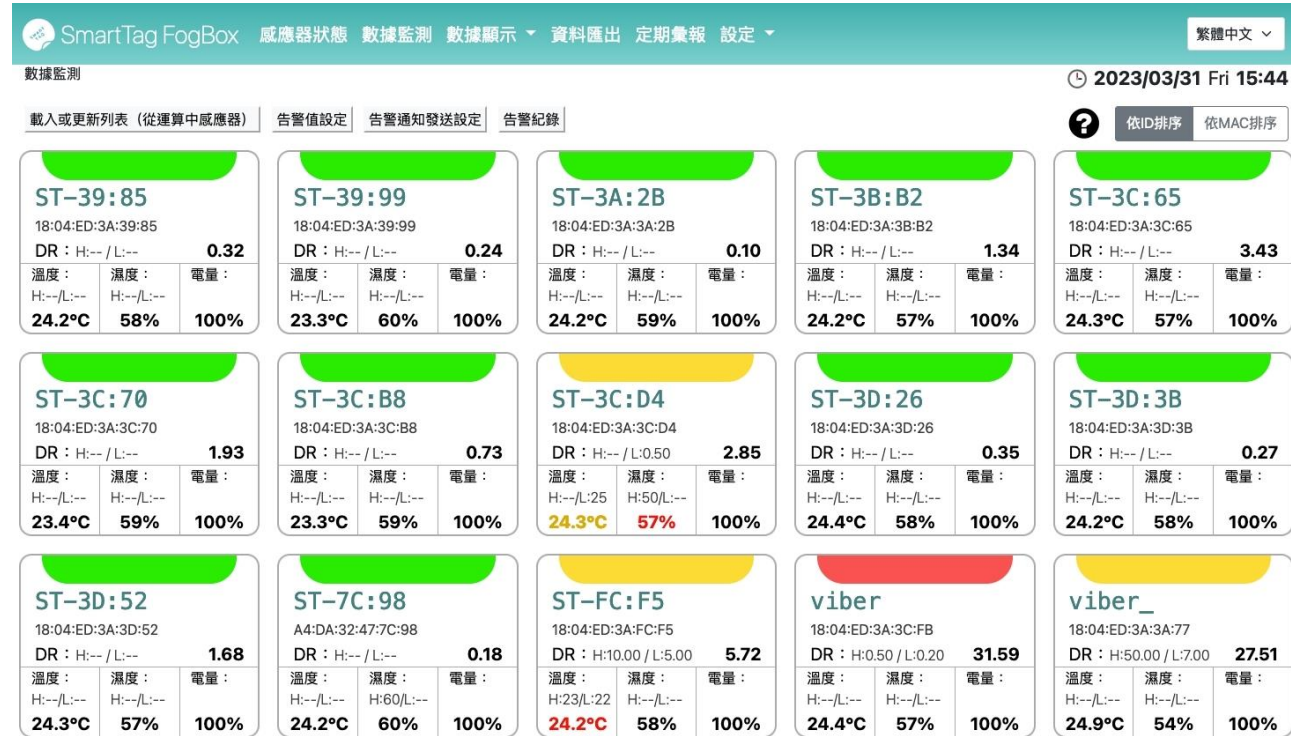 SmartTag FogBox 感應器狀態 數據監測 數據顯示 資料匯出 定期彙報 設定 繁體中文
數據監測 2023/03/31 Fri 15:44
載入或更新列表（從運算中感應器） 告警值設定 告警通知發送設定 告警紀錄 ? 依ID排序 依MAC排序
ST-39:85 ST-39:99 ST-3A:2B ST-3B:B2 ST-3C:65
18:04:ED:3A:39:85 18:04:ED:3A:39:99 18:04:ED:3A:3A:2B 18:04:ED:3A:3B:B2 18:04:ED:3A:3C:65
DR：H:-- / L:-- 0.32 DR：H:-- / L:-- 0.24 DR：H:-- / L:-- 0.10 DR：H:-- / L:-- 1.34 DR：H:-- / L:-- 3.43
溫度： 濕度： 電量： 溫度： 濕度： 電量： 溫度： 濕度： 電量： 溫度： 濕度： 電量： 溫度： 濕度： 電量：
H:--/L:-- H:--/L:-- H:--/L:-- H:--/L:-- H:--/L:-- H:--/L:-- H:--/L:-- H:--/L:-- H:--/L:-- H:--/L:--
24.2°C 58% 100% 23.3°C 60% 100% 24.2°C 59% 100% 24.2°C 57% 100% 24.3°C 57% 100%
ST-3C:70 ST-3C:B8 ST-3C:D4 ST-3D:26 ST-3D:3B
18:04:ED:3A:3C:70 18:04:ED:3A:3C:B8 18:04:ED:3A:3C:D4 18:04:ED:3A:3D:26 18:04:ED:3A:3D:3B
DR：H:-- / L:-- 1.93 DR：H:-- / L:-- 0.73 DR：H:-- / L:0.50 2.85 DR：H:-- / L:-- 0.35 DR：H:-- / L:-- 0.27
溫度： 濕度： 電量： 溫度： 濕度： 電量： 溫度： 濕度： 電量： 溫度： 濕度： 電量： 溫度： 濕度： 電量：
H:--/L:-- H:--/L:-- H:--/L:-- H:--/L:-- H:--/L:25 H:50/L:-- H:--/L:-- H:--/L:-- H:--/L:-- H:--/L:--
23.4°C 59% 100% 23.3°C 59% 100% 24.3°C 57% 100% 24.4°C 58% 100% 24.2°C 58% 100%
ST-3D:52 ST-7C:98 ST-FC:F5 viber viber_
18:04:ED:3A:3D:52 A4:DA:32:47:7C:98 18:04:ED:3A:FC:F5 18:04:ED:3A:3C:FB 18:04:ED:3A:3A:77
DR：H:-- / L:-- 1.68 DR：H:-- / L:-- 0.18 DR：H:10.00 / L:5.00 5.72 DR：H:0.50 / L:0.20 31.59 DR：H:50.00 / L:7.00 27.51
溫度： 濕度： 電量： 溫度： 濕度： 電量： 溫度： 濕度： 電量： 溫度： 濕度： 電量： 溫度： 濕度： 電量：
H:--/L:-- H:--/L:-- H:--/L:-- H:60/L:-- H:23/L:22 H:--/L:-- H:--/L:-- H:--/L:-- H:--/L:-- H:--/L:--
24.3°C 57% 100% 24.2°C 60% 100% 24.2°C 58% 100% 24.4°C 57% 100% 24.9°C 54% 100%